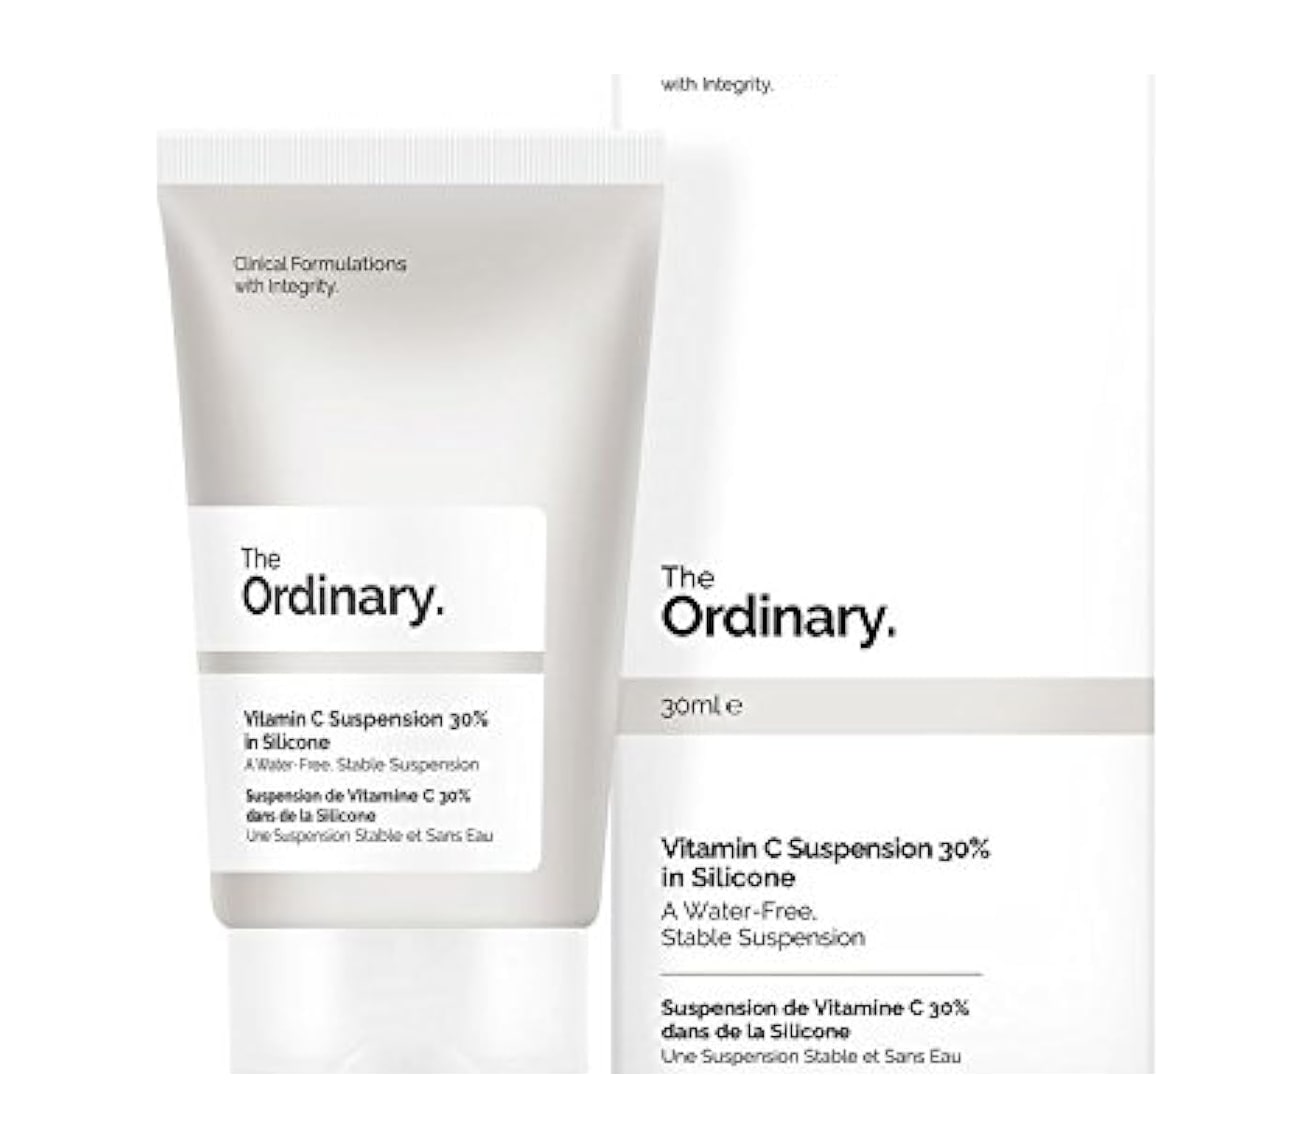 Clinical Formulations
with Integrity.
The
Ordinary.
Vitamin C Suspension 30%
in Silicone
A Water-Free, Stable Suspension
Suspension de Vitamine C 30%
dans de la Silicone
Une Suspension Stable et Sans Eau
with Integrity.
The
Ordinary.
30ml e
Vitamin C Suspension 30%
in Silicone
A Water-Free,
Stable Suspension
Suspension de Vitamine C 30%
dans de la Silicone
Une Suspension Stable et Sans Eau